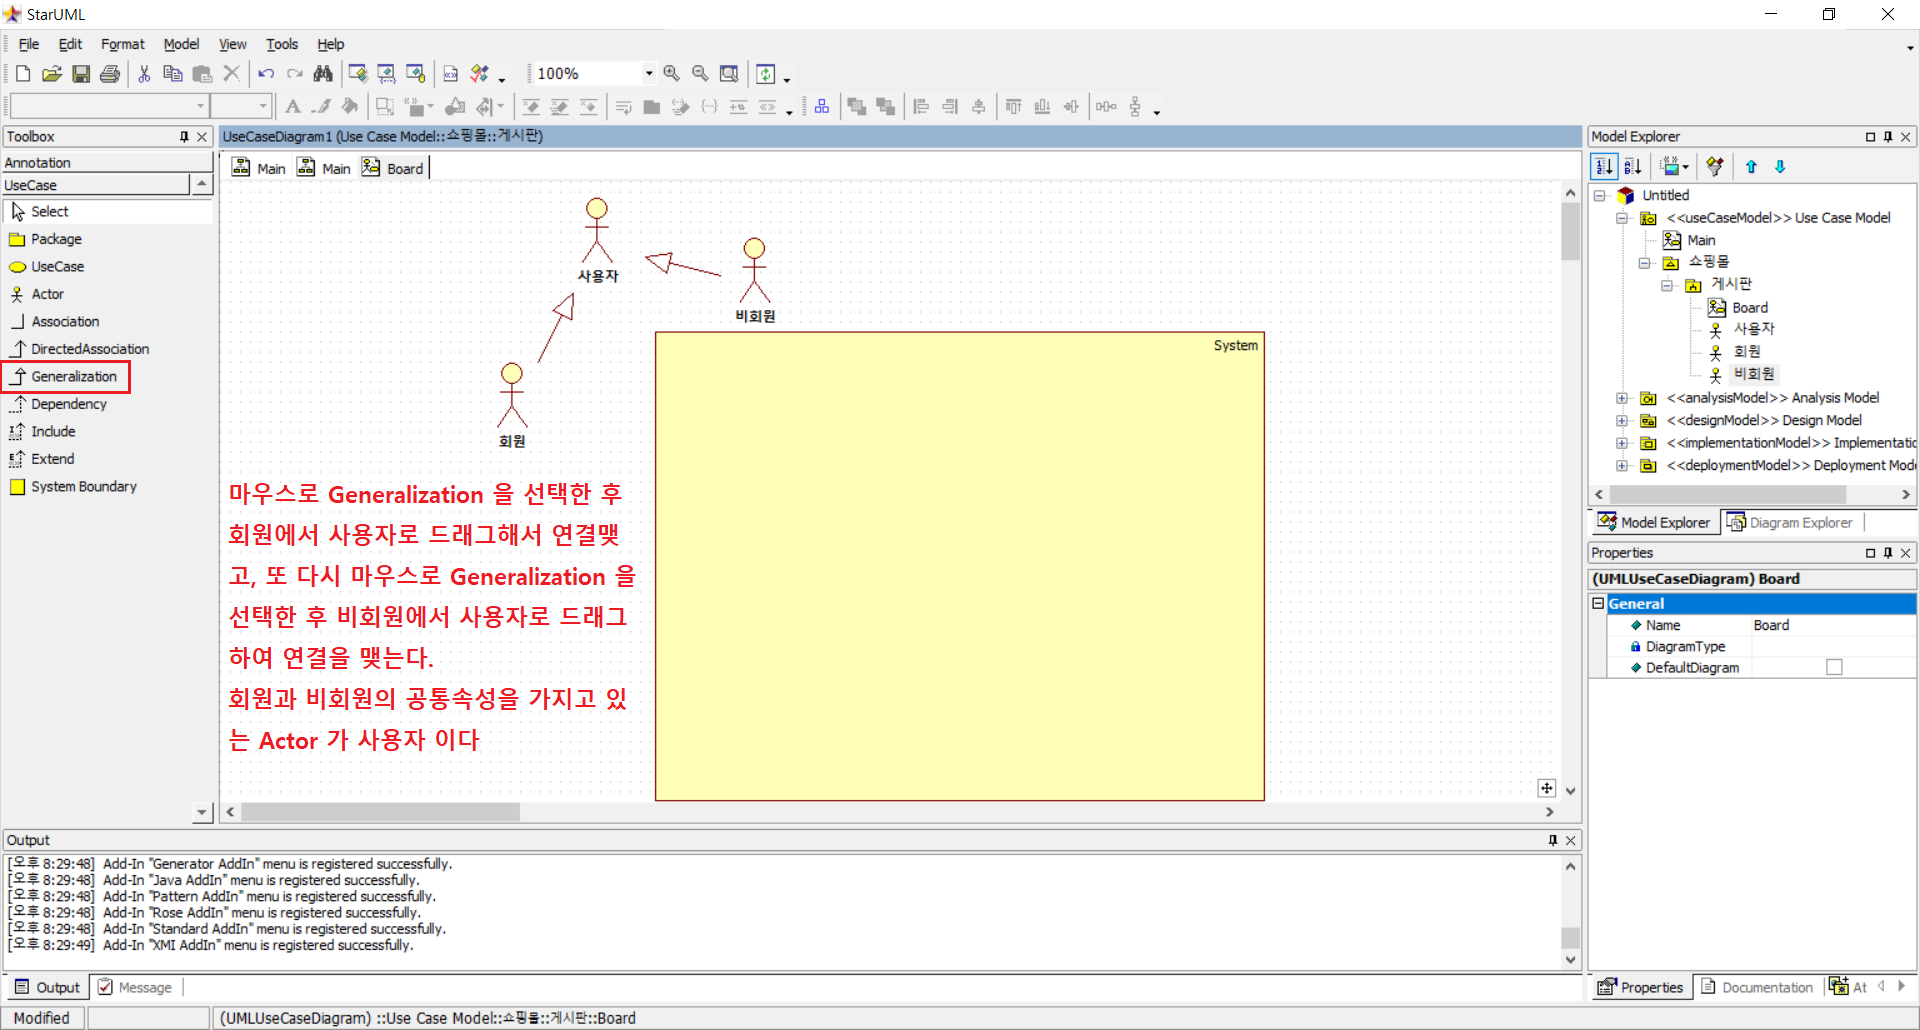 StarUML
File Edit Format Model View Tools Help
100%
Toolbox
Annotation
UseCase
Select
Package
UseCase
Actor
Association
DirectedAssociation
Generalization
Dependency
Include
Extend
System Boundary
UseCaseDiagram1 (Use Case Model::쇼핑몰::게시판)
Main Main Board
사용자
비회원
회원
System
마우스로 Generalization 을 선택한 후
회원에서 사용자로 드래그해서 연결맺
고, 또 다시 마우스로 Generalization 을
선택한 후 비회원에서 사용자로 드래그
하여 연결을 맺는다.
회원과 비회원의 공통속성을 가지고 있
는 Actor 가 사용자 이다
Model Explorer
Untitled
<<useCaseModel>> Use Case Model
Main
쇼핑몰
게시판
Board
사용자
회원
비회원
<<analysisModel>> Analysis Model
<<designModel>> Design Model
<<implementationModel>> Implementatic
<<deploymentModel>> Deployment Mode
Model Explorer Diagram Explorer
Properties
(UMLUseCaseDiagram) Board
General
Name Board
DiagramType
DefaultDiagram
Properties Documentation At
Output
[오후 8:29:48] Add-In "Generator AddIn" menu is registered successfully.
[오후 8:29:48] Add-In "Java AddIn" menu is registered successfully.
[오후 8:29:48] Add-In "Pattern AddIn" menu is registered successfully.
[오후 8:29:48] Add-In "Rose AddIn" menu is registered successfully.
[오후 8:29:48] Add-In "Standard AddIn" menu is registered successfully.
[오후 8:29:49] Add-In "XMI AddIn" menu is registered successfully.
Output Message
Modified (UMLUseCaseDiagram) ::Use Case Model::쇼핑몰::게시판::Board